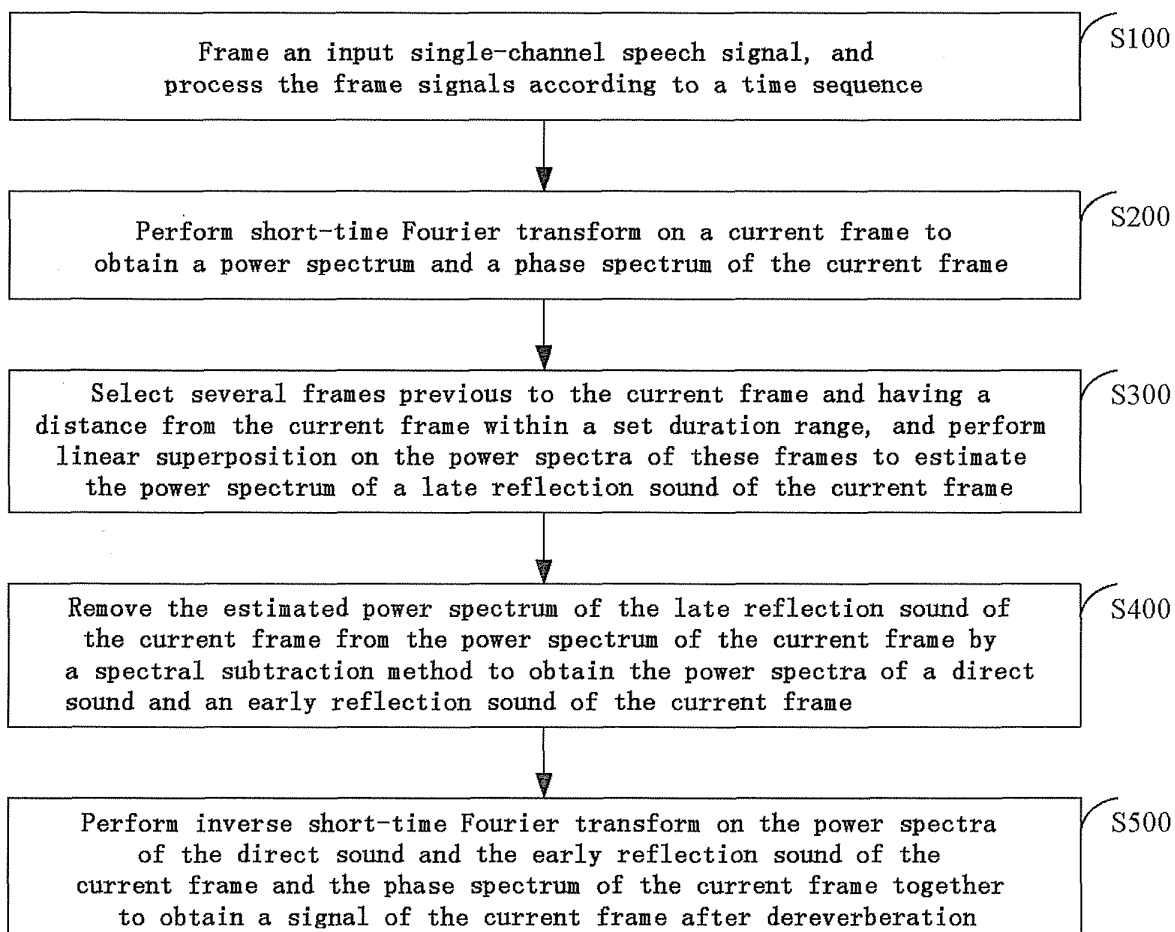 Frame an input single-channel speech signal, and
process the frame signals according to a time sequence
S100
Perform short-time Fourier transform on a current frame to
obtain a power spectrum and a phase spectrum of the current frame
S200
Select several frames previous to the current frame and having a
distance from the current frame within a set duration range, and perform
linear superposition on the power spectra of these frames to estimate
the power spectrum of a late reflection sound of the current frame
S300
Remove the estimated power spectrum of the late reflection sound of
the current frame from the power spectrum of the current frame by
a spectral subtraction method to obtain the power spectra of a direct
sound and an early reflection sound of the current frame
S400
Perform inverse short-time Fourier transform on the power spectra
of the direct sound and the early reflection sound of the
current frame and the phase spectrum of the current frame together
to obtain a signal of the current frame after dereverberation
S500